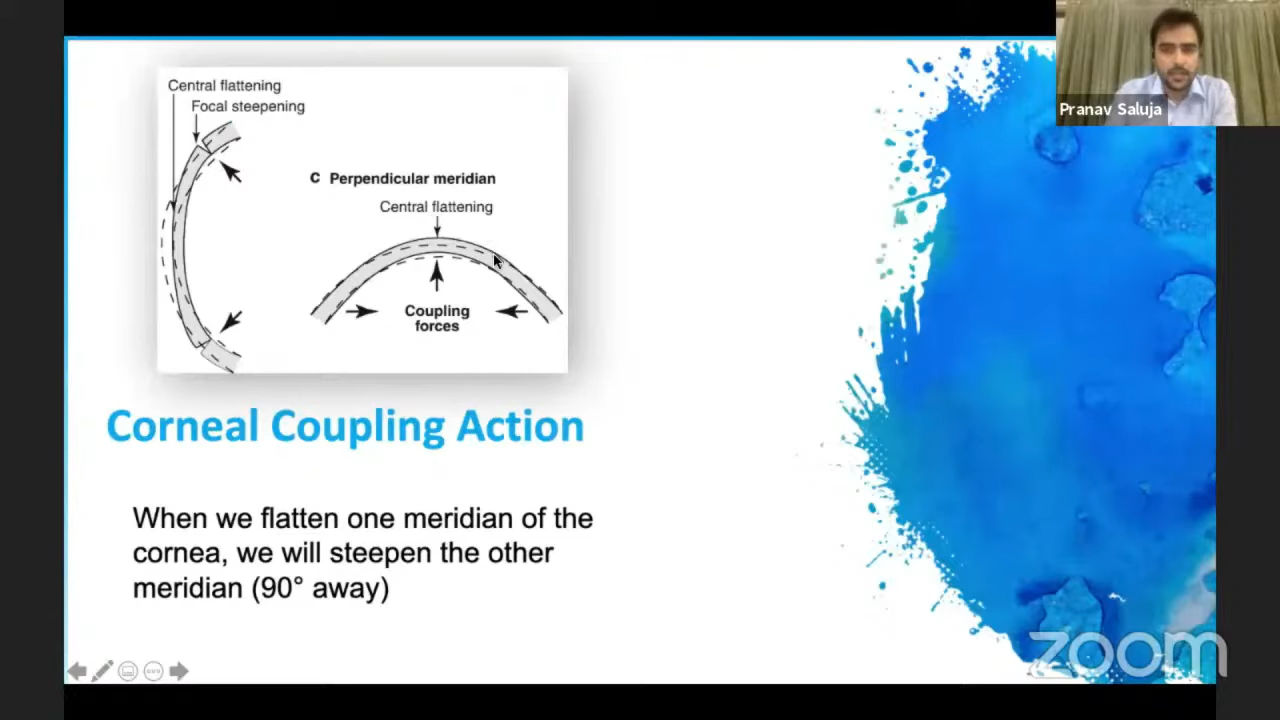 Central flattening
Focal steepening
C Perpendicular meridian
Central flattening
Coupling
forces
Pranav Saluja
Corneal Coupling Action
When we flatten one meridian of the
cornea, we will steepen the other
meridian (90° away)
zoom